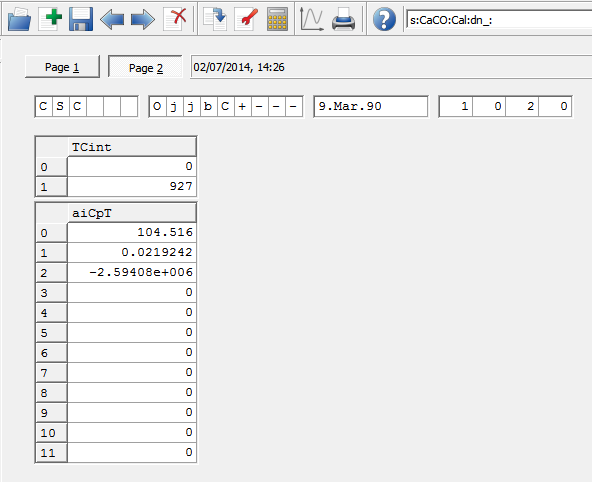 s:CaCO:Cal:dn_:
Page 1 Page 2 02/07/2014, 14:26
C S C O j j b C + - - - 9.Mar.90 1 0 2 0
TCint
0 0
1 927
aiCpT
0 104.516
1 0.0219242
2 -2.59408e+006
3 0
4 0
5 0
6 0
7 0
8 0
9 0
10 0
11 0